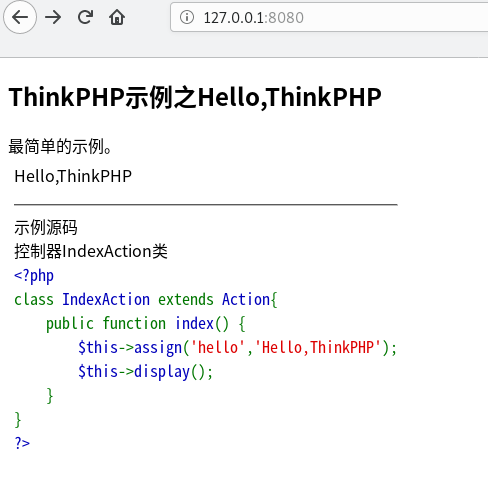 127.0.0.1:8080
ThinkPHP示例之Hello,ThinkPHP
最简单的示例。
Hello,ThinkPHP
示例源码
控制器IndexAction类
<?php
class IndexAction extends Action{
    public function index() {
        $this->assign('hello','Hello,ThinkPHP');
        $this->display();
    }
}
?>